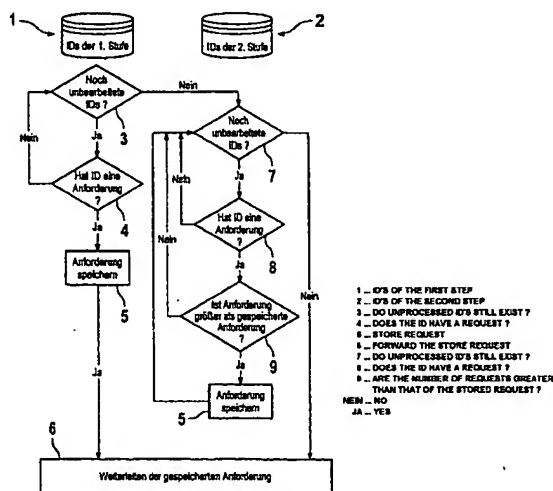 1
IDs der 1. Stufe
IDs der 2. Stufe
2
Noch
unbearbeitete
IDs ?
3
Nein
Nein
Ja
Noch
unbearbeitete
IDs ?
7
Hat ID eine
Anforderung
?
4
Nein
Ja
Ja
Hat ID eine
Anforderung
?
8
Anforderung
speichern
5
Nein
Ja
Nein
Ist Anforderung
größer als gespeicherte
Anforderung
?
9
Ja
Ja
Anforderung
speichern
5
6
Weiterleiten der gespeicherten Anforderung
1 ... ID'S OF THE FIRST STEP
2 ... ID'S OF THE SECOND STEP
3 ... DO UNPROCESSED ID'S STILL EXIST ?
4 ... DOES THE ID HAVE A REQUEST ?
5 ... STORE REQUEST
6 ... FORWARD THE STORE REQUEST
7 ... DO UNPROCESSED ID'S STILL EXIST ?
8 ... DOES THE ID HAVE A REQUEST ?
9 ... ARE THE NUMBER OF REQUESTS GREATER
THAN THAT OF THE STORED REQUEST ?
NEIN ... NO
JA ... YES